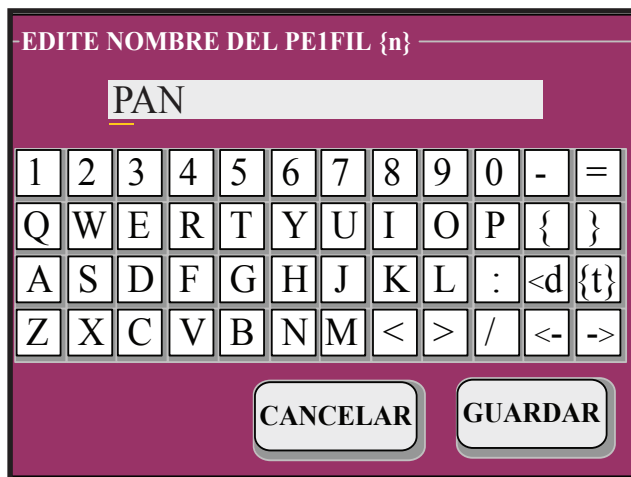 EDITE NOMBRE DEL PE1FIL {n}
PAN
1 2 3 4 5 6 7 8 9 0 - =
Q W E R T Y U I O P { }
A S D F G H J K L : <d {t}
Z X C V B N M < > / <- ->
CANCELAR GUARDAR